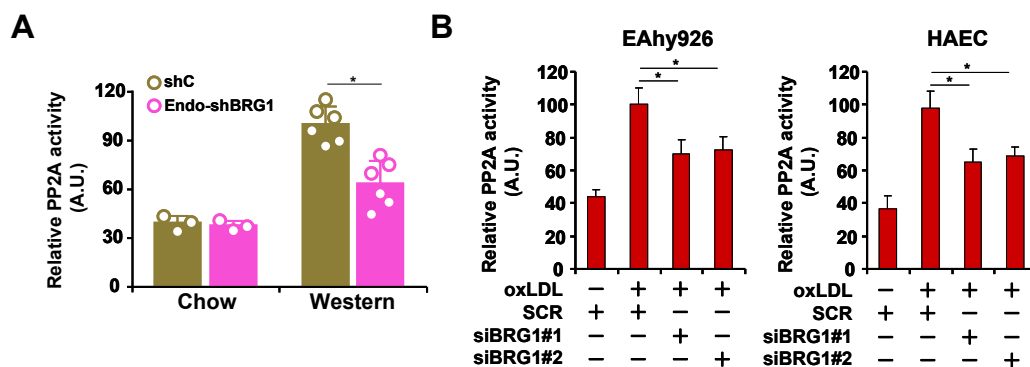 A
Relative PP2A activity
(A.U.)
120
90
60
30
0
shC
Endo-shBRG1
*
Chow
Western
B
EAhy926
Relative PP2A activity
(A.U.)
120
100
80
60
40
20
0
*
*
oxLDL – + + +
SCR + + – –
siBRG1#1 – – + –
siBRG1#2 – – – +
HAEC
Relative PP2A activity
(A.U.)
120
100
80
60
40
20
0
*
*
oxLDL – + + +
SCR + + – –
siBRG1#1 – – + –
siBRG1#2 – – – +